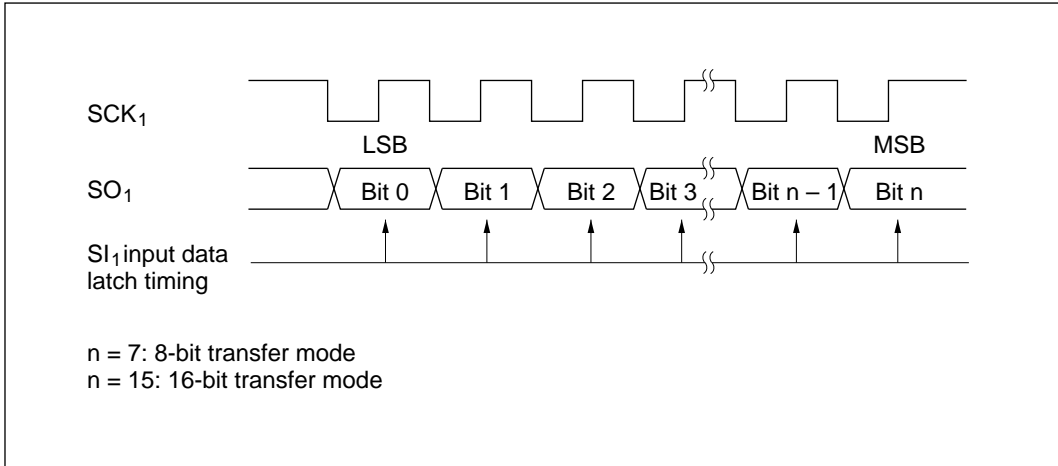 SCK1
LSB
MSB
SO1
Bit 0
Bit 1
Bit 2
Bit 3
Bit n – 1
Bit n
SI1 input data
latch timing
n = 7: 8-bit transfer mode
n = 15: 16-bit transfer mode